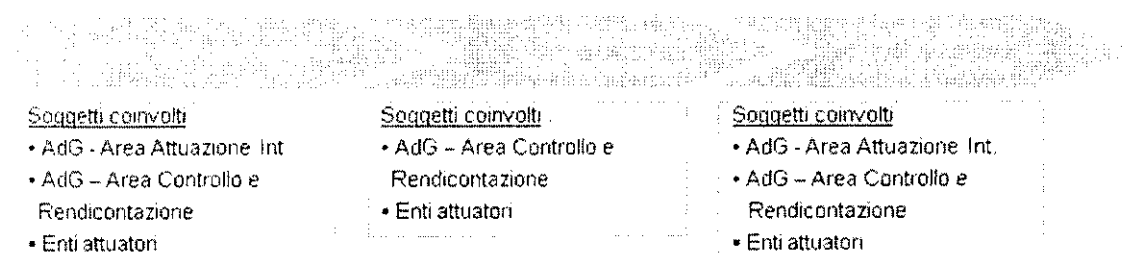 Soggetti coinvolti
• AdG - Area Attuazione Int
• AdG – Area Controllo e
Rendicontazione
• Enti attuatori
Soggetti coinvolti
• AdG – Area Controllo e
Rendicontazione
• Enti attuatori
Soggetti coinvolti
• AdG - Area Attuazione Int.
• AdG – Area Controllo e
Rendicontazione
• Enti attuatori